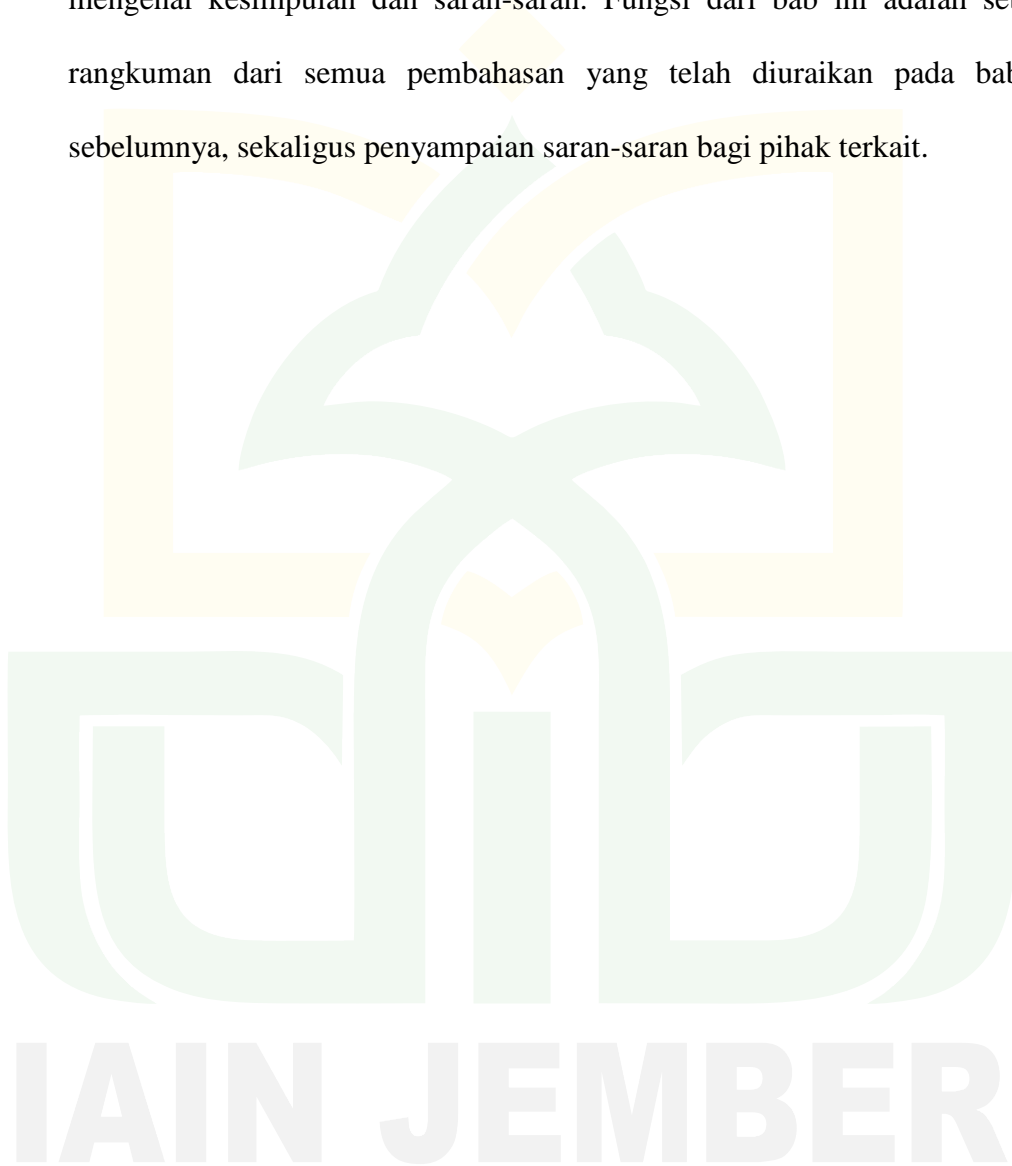 mengenai kesimpulan dan saran-saran. Fungsi dari bab ini adalah
rangkuman dari semua pembahasan yang telah diuraikan pada bab
sebelumnya, sekaligus penyampaian saran-saran bagi pihak terkait.
IAIN JEMBER